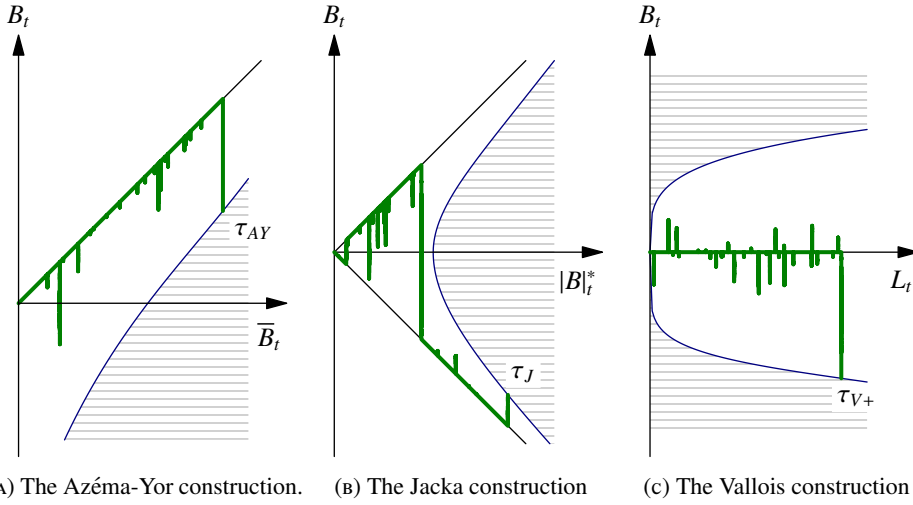 B_t
B_t
B_t
τ_{AY}
\overline{B}_t
|B|_t^*
τ_J
L_t
τ_{V+}
A) The Azéma-Yor construction.
(B) The Jacka construction
(C) The Vallois construction